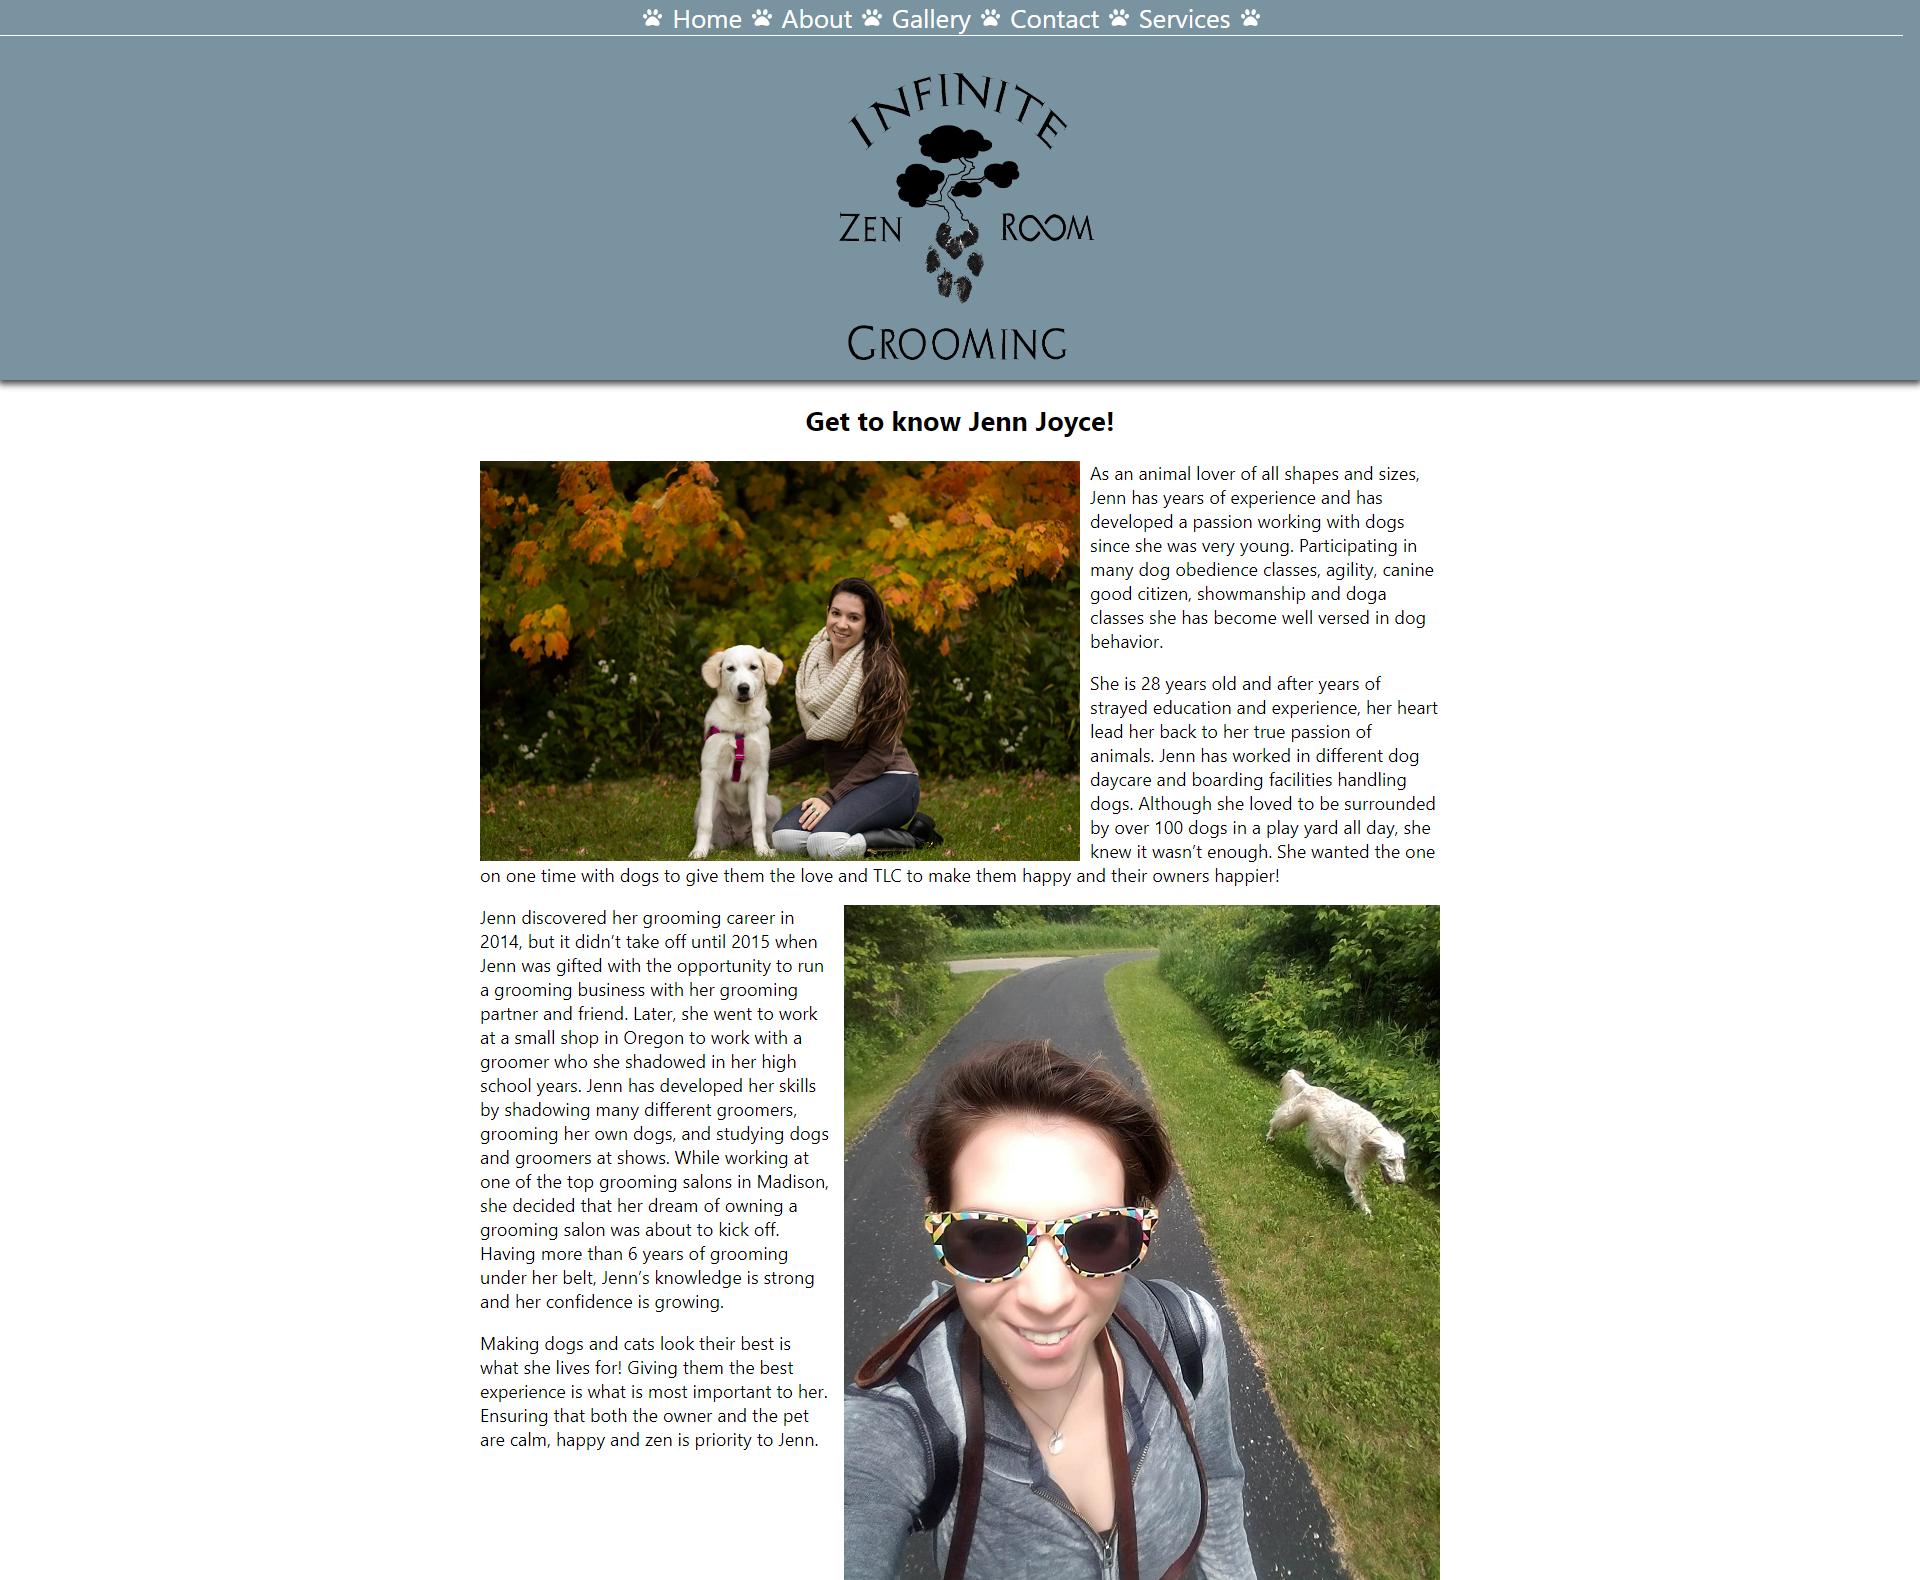 Home About Gallery Contact Services
INFINITE
ZEN ROOM
GROOMING
Get to know Jenn Joyce!
As an animal lover of all shapes and sizes,
Jenn has years of experience and has
developed a passion working with dogs
since she was very young. Participating in
many dog obedience classes, agility, canine
good citizen, showmanship and doga
classes she has become well versed in dog
behavior.
She is 28 years old and after years of
strayed education and experience, her heart
lead her back to her true passion of
animals. Jenn has worked in different dog
daycare and boarding facilities handling
dogs. Although she loved to be surrounded
by over 100 dogs in a play yard all day, she
knew it wasn’t enough. She wanted the one
on one time with dogs to give them the love and TLC to make them happy and their owners happier!
Jenn discovered her grooming career in
2014, but it didn’t take off until 2015 when
Jenn was gifted with the opportunity to run
a grooming business with her grooming
partner and friend. Later, she went to work
at a small shop in Oregon to work with a
groomer who she shadowed in her high
school years. Jenn has developed her skills
by shadowing many different groomers,
grooming her own dogs, and studying dogs
and groomers at shows. While working at
one of the top grooming salons in Madison,
she decided that her dream of owning a
grooming salon was about to kick off.
Having more than 6 years of grooming
under her belt, Jenn’s knowledge is strong
and her confidence is growing.
Making dogs and cats look their best is
what she lives for! Giving them the best
experience is what is most important to her.
Ensuring that both the owner and the pet
are calm, happy and zen is priority to Jenn.